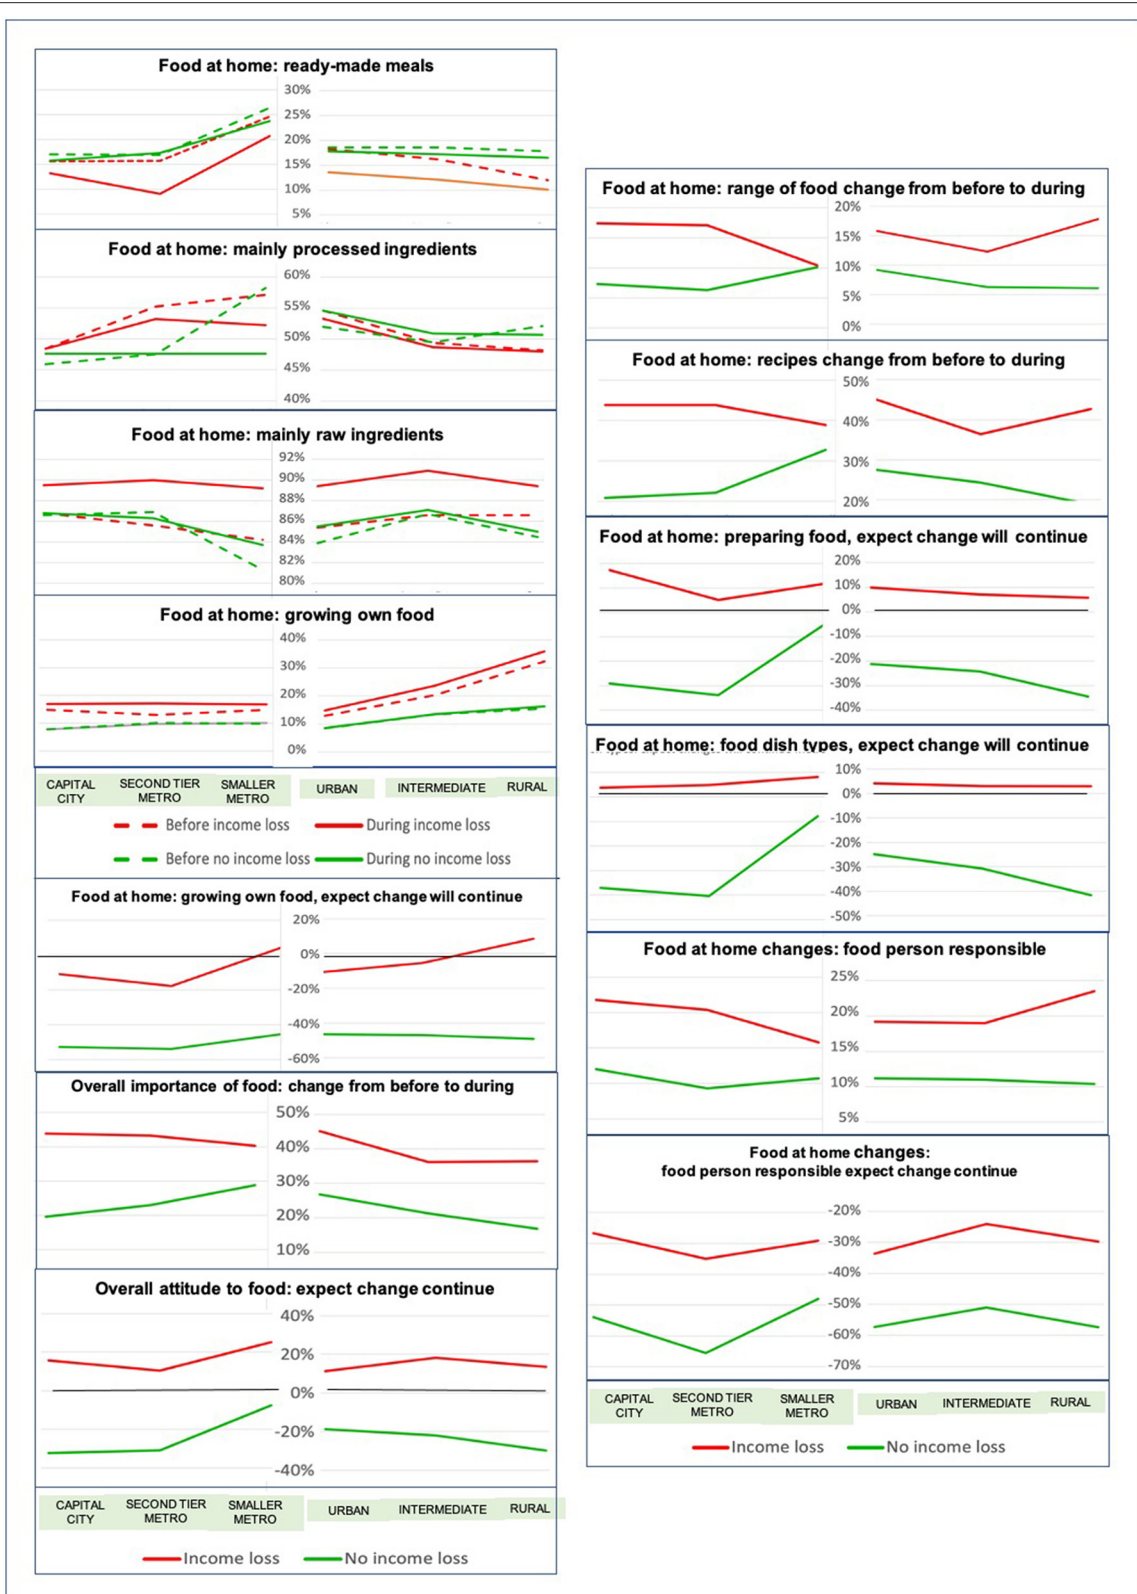 Food at home: ready-made meals
30%
25%
20%
15%
10%
5%
Food at home: mainly processed ingredients
60%
55%
50%
45%
40%
Food at home: mainly raw ingredients
92%
90%
88%
86%
84%
82%
80%
Food at home: growing own food
40%
30%
20%
10%
0%
CAPITAL CITY
SECOND TIER METRO
SMALLER METRO
URBAN
INTERMEDIATE
RURAL
Before income loss
During income loss
Before no income loss
During no income loss
Food at home: growing own food, expect change will continue
20%
0%
-20%
-40%
-60%
Overall importance of food: change from before to during
50%
40%
30%
20%
10%
Overall attitude to food: expect change continue
40%
20%
0%
-20%
-40%
CAPITAL CITY
SECOND TIER METRO
SMALLER METRO
URBAN
INTERMEDIATE
RURAL
Income loss
No income loss
Food at home: range of food change from before to during
20%
15%
10%
5%
0%
Food at home: recipes change from before to during
50%
40%
30%
20%
Food at home: preparing food, expect change will continue
20%
10%
0%
-10%
-20%
-30%
-40%
Food at home: food dish types, expect change will continue
10%
0%
-10%
-20%
-30%
-40%
-50%
Food at home changes: food person responsible
25%
20%
15%
10%
5%
Food at home changes:
food person responsible expect change continue
-20%
-30%
-40%
-50%
-60%
-70%
CAPITAL CITY
SECOND TIER METRO
SMALLER METRO
URBAN
INTERMEDIATE
RURAL
Income loss
No income loss